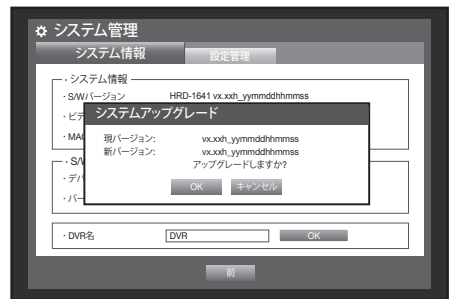 システム管理
システム情報 設定管理
・システム情報
・S/Wバージョン HRD-1641 vx.xxh_yymmddhhmmss
・ビデ
・MAC
システムアップグレード
現バージョン: vx.xxh_yymmddhhmmss
新バージョン: vx.xxh_yymmddhhmmss
アップグレードしますか?
OK キャンセル
・S/W
・デバ
・バー
・DVR名 DVR OK
前